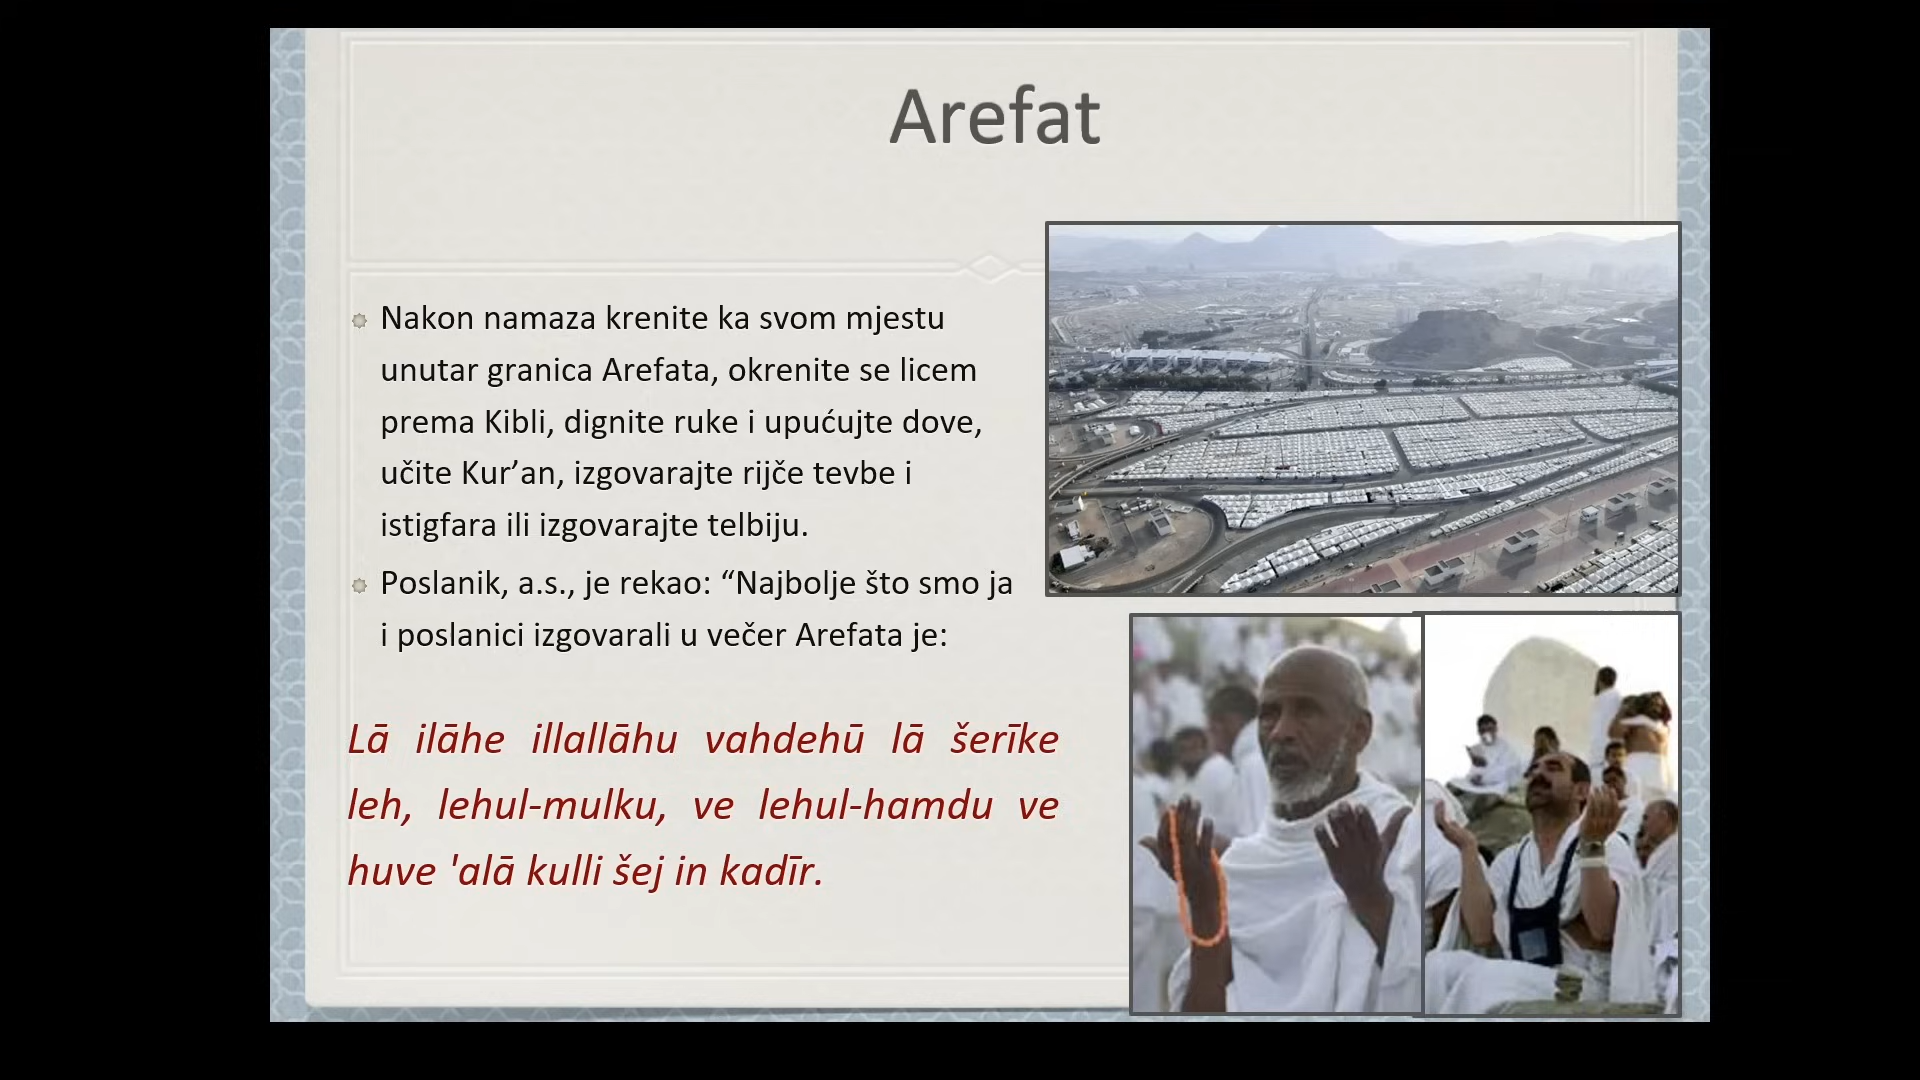 Arefat
Nakon namaza krenite ka svom mjestu
unutar granica Arefata, okrenite se licem
prema Kibli, dignite ruke i upućujte dove,
učite Kur’an, izgovarajte rijče tevbe i
istigfara ili izgovarajte telbiju.
Poslanik, a.s., je rekao: “Najbolje što smo ja
i poslanici izgovarali u večer Arefata je:
Lā ilāhe illallāhu vahdehū lā šerīke
leh, lehul-mulku, ve lehul-hamdu ve
huve 'alā kulli šej in kadīr.